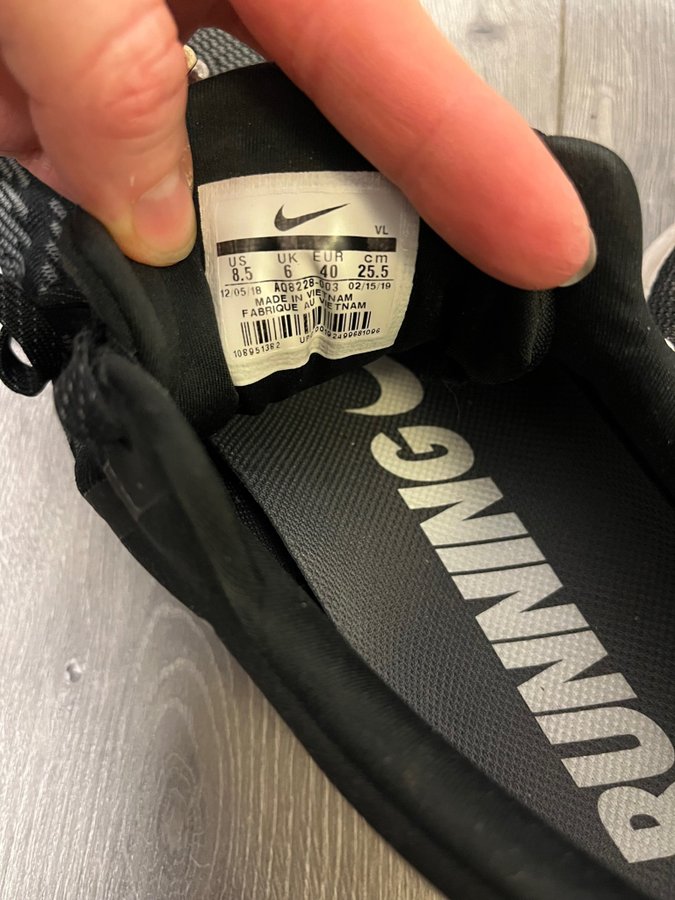 VL
US UK EUR cm
8.5 6 40 25.5
12/05/18 AQ8228-003 02/15/19
MADE IN VIETNAM
FABRIQUE AU VIETNAM
108951382
RUNNING